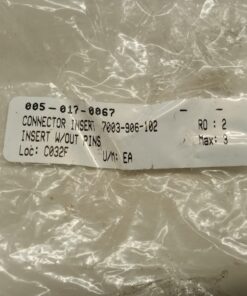 005-017-0067 - -
CONNECTOR INSERT 7003-906-102 RO: 2
INSERT W/OUT PINS Max: 3
Loc: C032F U/M: EA